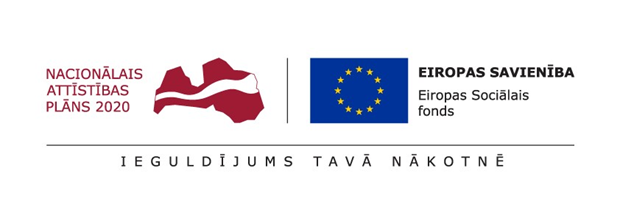 NACIONĀLAIS
ATTĪSTĪBAS
PLĀNS 2020
EIROPAS SAVIENĪBA
Eiropas Sociālais
fonds
IEGULDĪJUMS TAVĀ NĀKOTNĒ